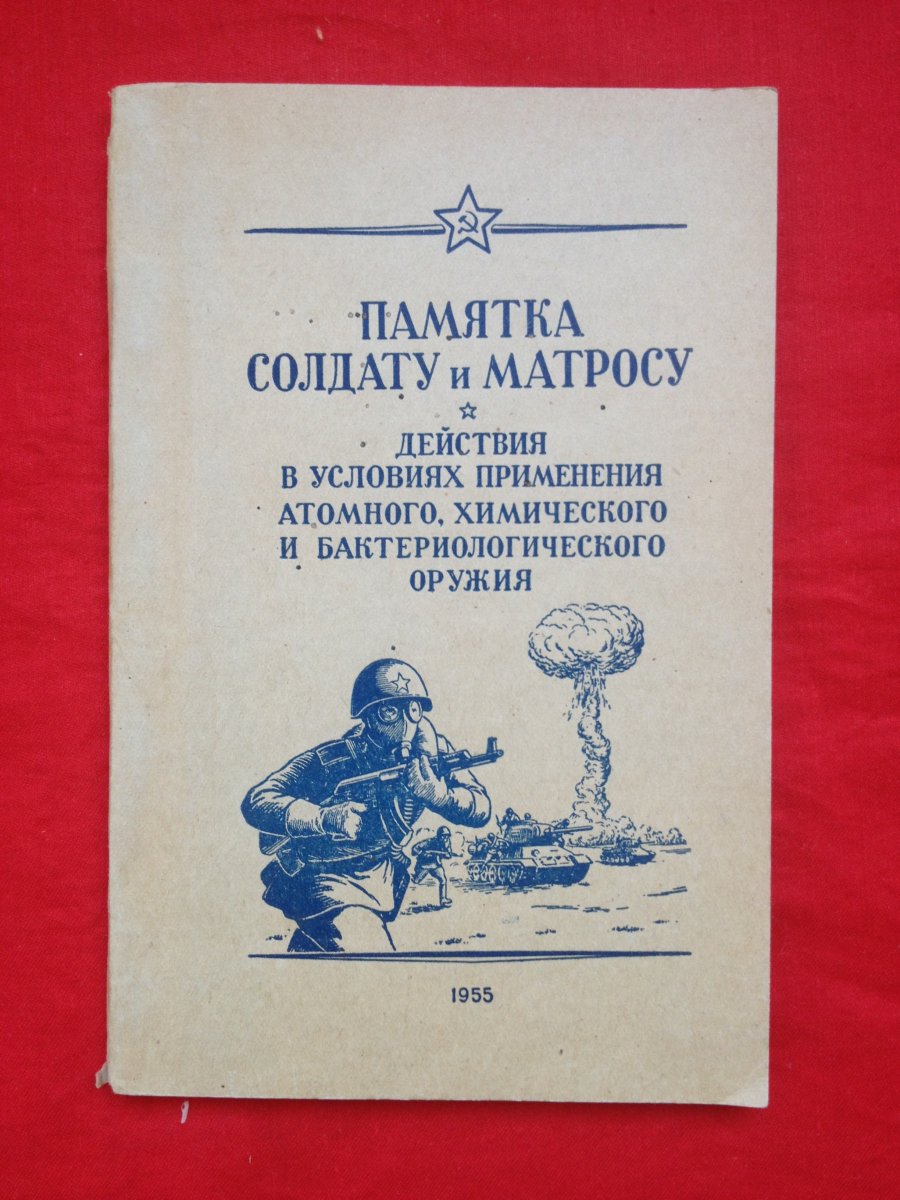 ПАМЯТКА
СОЛДАТУ и МАТРОСУ
ДЕЙСТВИЯ
В УСЛОВИЯХ ПРИМЕНЕНИЯ
АТОМНОГО, ХИМИЧЕСКОГО
И БАКТЕРИОЛОГИЧЕСКОГО
ОРУЖИЯ
1955